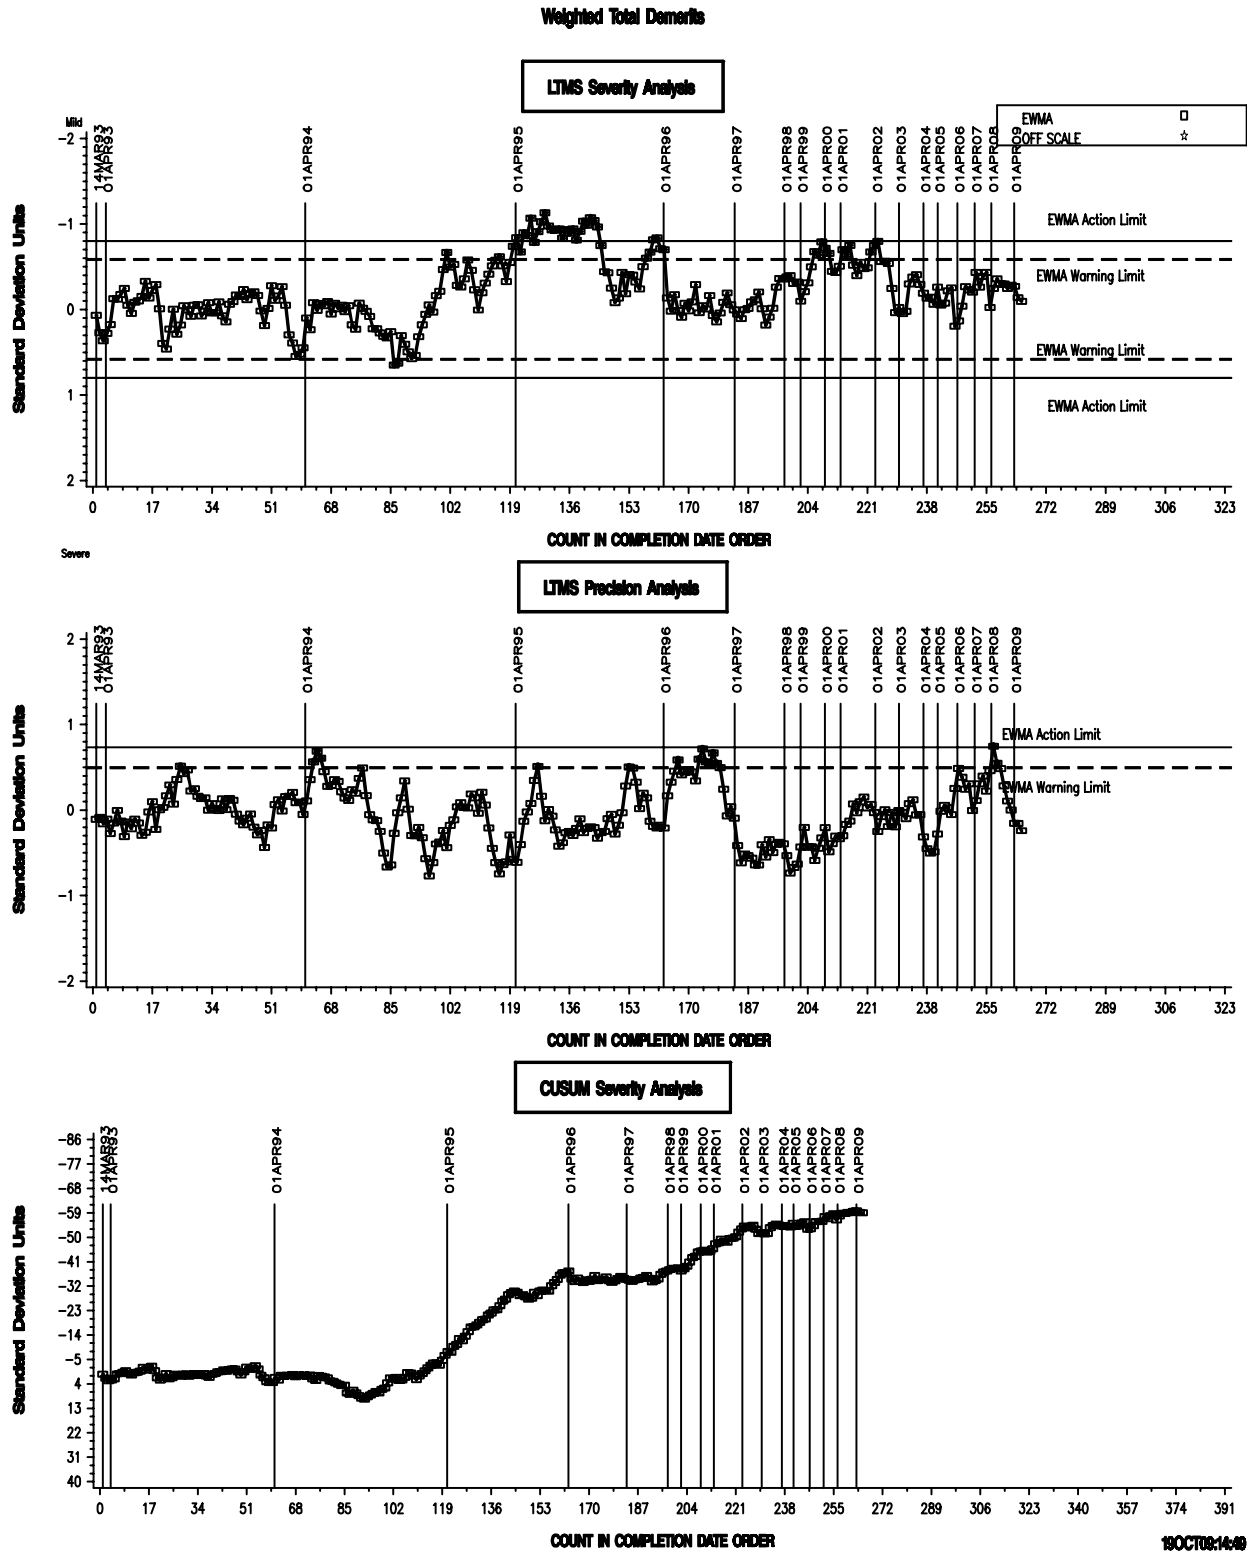 Weighted Total Demerits
LTMS Severity Analysis
EWMA
OFF SCALE
Mild
14MAR93 01APR93 01APR94 01APR95 01APR96 01APR97 01APR98 01APR99 01APR00 01APR01 01APR02 01APR03 01APR04 01APR05 01APR06 01APR07 01APR08 01APR09
Standard Deviation Units
-2
-1
0
1
2
EWMA Action Limit
EWMA Warning Limit
EWMA Warning Limit
EWMA Action Limit
0 17 34 51 68 85 102 119 136 153 170 187 204 221 238 255 272 289 306 323
COUNT IN COMPLETION DATE ORDER
Severe
LTMS Precision Analysis
14MAR93 01APR93 01APR94 01APR95 01APR96 01APR97 01APR98 01APR99 01APR00 01APR01 01APR02 01APR03 01APR04 01APR05 01APR06 01APR07 01APR08 01APR09
Standard Deviation Units
2
1
0
-1
-2
EWMA Action Limit
EWMA Warning Limit
0 17 34 51 68 85 102 119 136 153 170 187 204 221 238 255 272 289 306 323
COUNT IN COMPLETION DATE ORDER
CUSUM Severity Analysis
14MAR93 01APR93 01APR94 01APR95 01APR96 01APR97 01APR98 01APR99 01APR00 01APR01 01APR02 01APR03 01APR04 01APR05 01APR06 01APR07 01APR08 01APR09
Standard Deviation Units
-86
-77
-68
-59
-50
-41
-32
-23
-14
-5
4
13
22
31
40
0 17 34 51 68 85 102 119 136 153 170 187 204 221 238 255 272 289 306 323 340 357 374 391
COUNT IN COMPLETION DATE ORDER
19OCT09:14:49